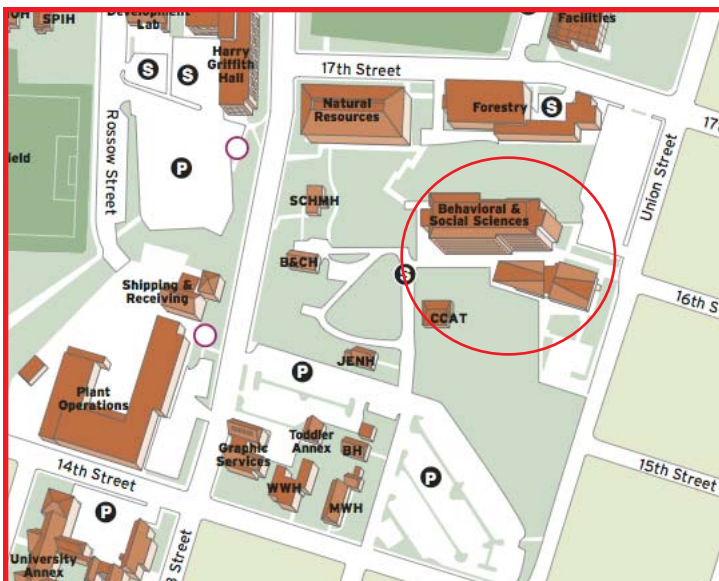 Development
Lab
SPIH
Facilities
Harry
Griffith
Hall
S
S
17th Street
Natural
Resources
Forestry
S
Rossow Street
P
Union Street
SCHMH
Behavioral &
Social Sciences
B&CH
S
Shipping &
Receiving
CCAT
16th S
JENH
P
Plant
Operations
Graphic
Services
Toddler
Annex
BH
14th Street
WWH
MWH
P
15th Street
P
University
Annex